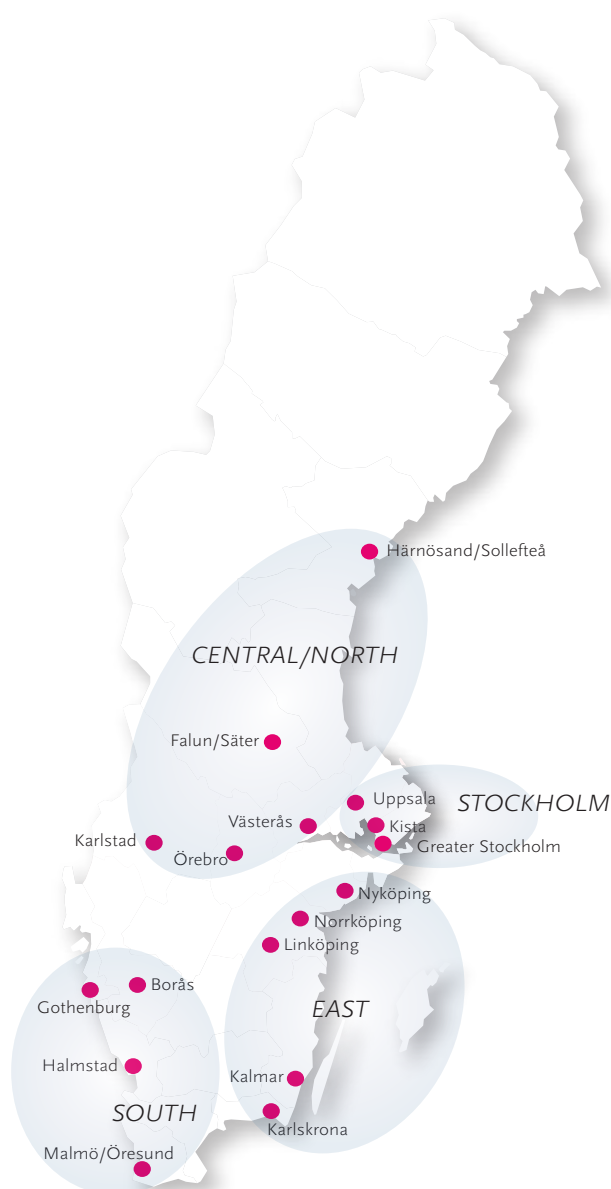 Härnösand/Sollefteå
CENTRAL/NORTH
Falun/Säter
Uppsala
STOCKHOLM
Västerås
Kista
Karlstad
Greater Stockholm
Örebro
Nyköping
Norrköping
Linköping
Borås
Gothenburg
EAST
Halmstad
Kalmar
SOUTH
Karlskrona
Malmö/Öresund